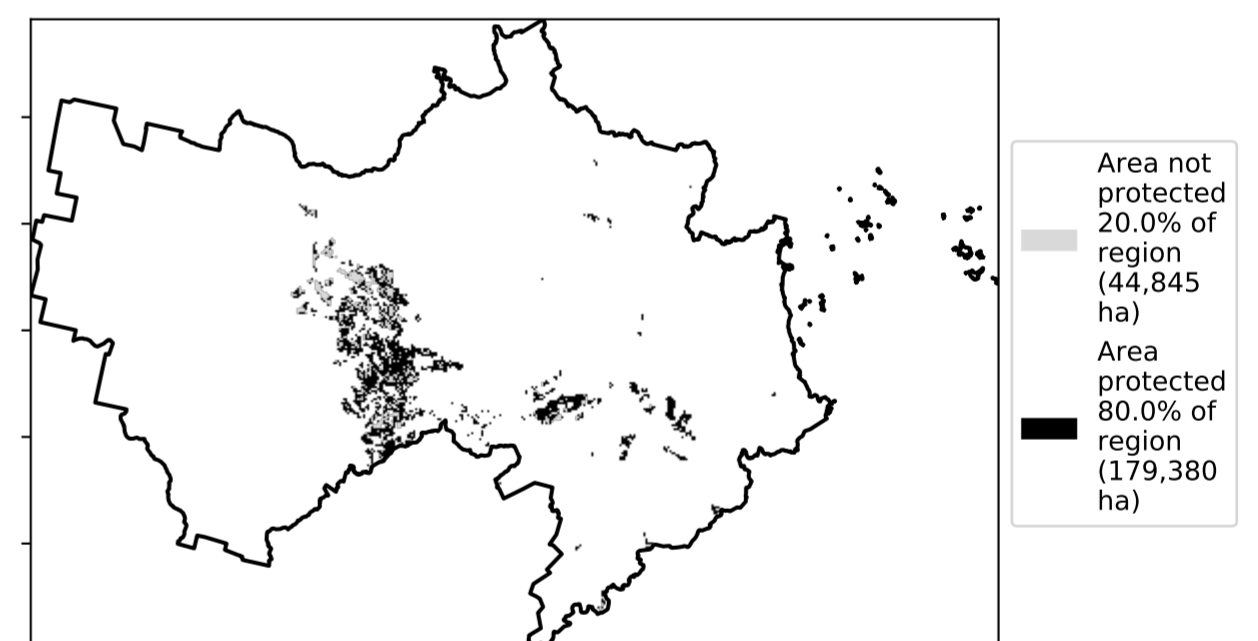 Area not
protected
20.0% of
region
(44,845
ha)
Area
protected
80.0% of
region
(179,380
ha)